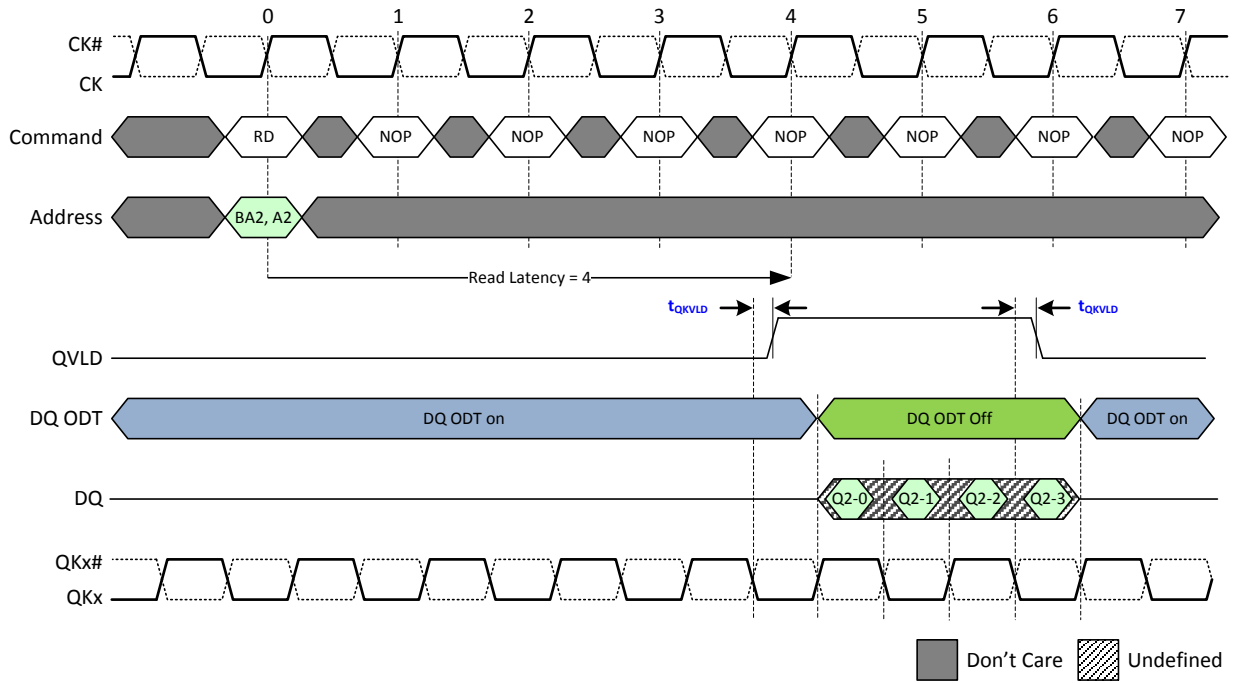 0 1 2 3 4 5 6 7
CK#
CK
Command RD NOP NOP NOP NOP NOP NOP NOP
Address BA2, A2
Read Latency = 4
tQKVLD tQKVLD
QVLD
DQ ODT DQ ODT on DQ ODT Off DQ ODT on
DQ Q2-0 Q2-1 Q2-2 Q2-3
QKx#
QKx
Don't Care Undefined